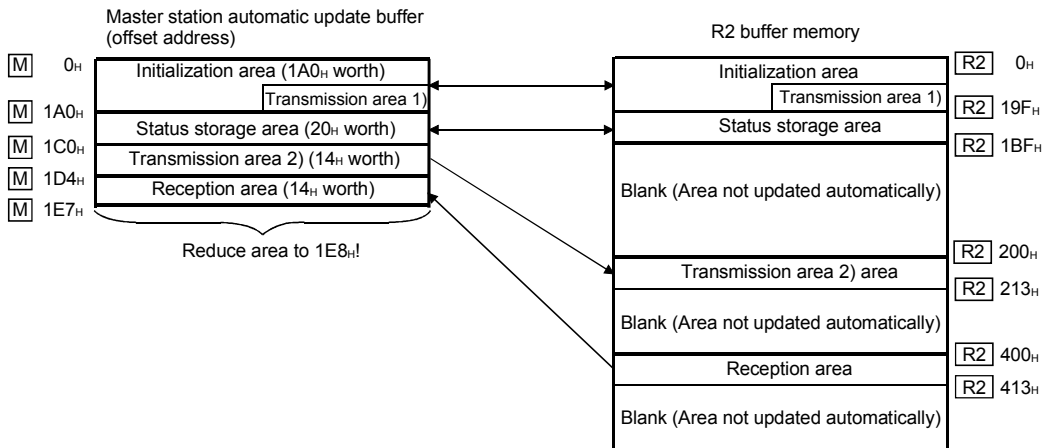 Master station automatic update buffer
(offset address)
M 0H
Initialization area (1A0H worth)
Transmission area 1)
M 1A0H
Status storage area (20H worth)
M 1C0H
Transmission area 2) (14H worth)
M 1D4H
Reception area (14H worth)
M 1E7H
Reduce area to 1E8H!
R2 buffer memory
Initialization area
R2 0H
Transmission area 1)
R2 19FH
Status storage area
R2 1BFH
Blank (Area not updated automatically)
R2 200H
Transmission area 2) area
R2 213H
Blank (Area not updated automatically)
R2 400H
Reception area
R2 413H
Blank (Area not updated automatically)